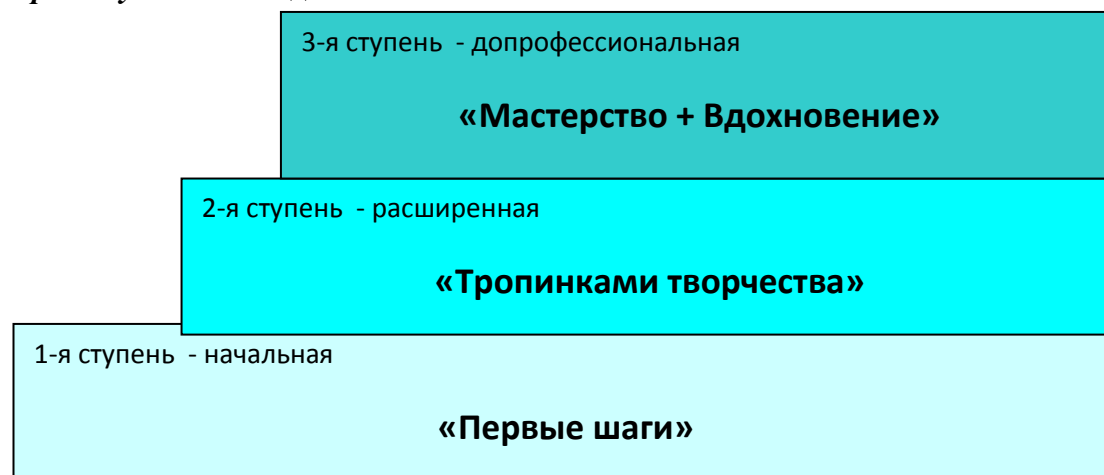 3-я ступень - допрофессиональная
«Мастерство + Вдохновение»
2-я ступень - расширенная
«Тропинками творчества»
1-я ступень - начальная
«Первые шаги»